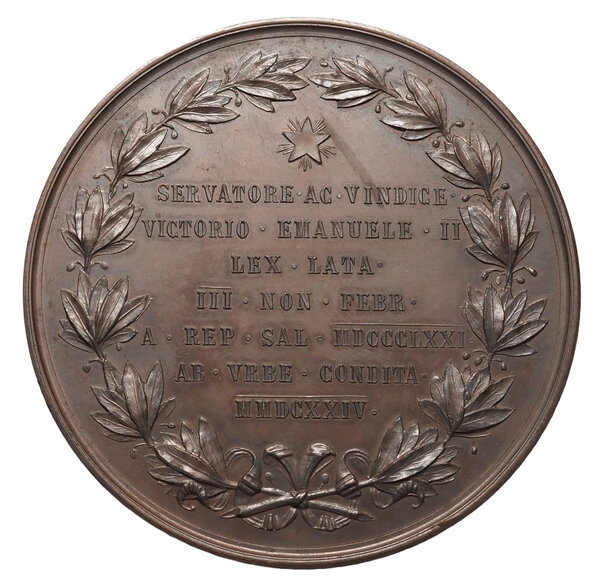 SERVATORE·AC·VINDICE·
VICTORIO·EMANUELE·II
LEX·LATA·
III·NON·FEBR·
A·REP·SAL·MDCCCLXXI·
AB·VRBE·CONDITA·
MMDCXXIV·